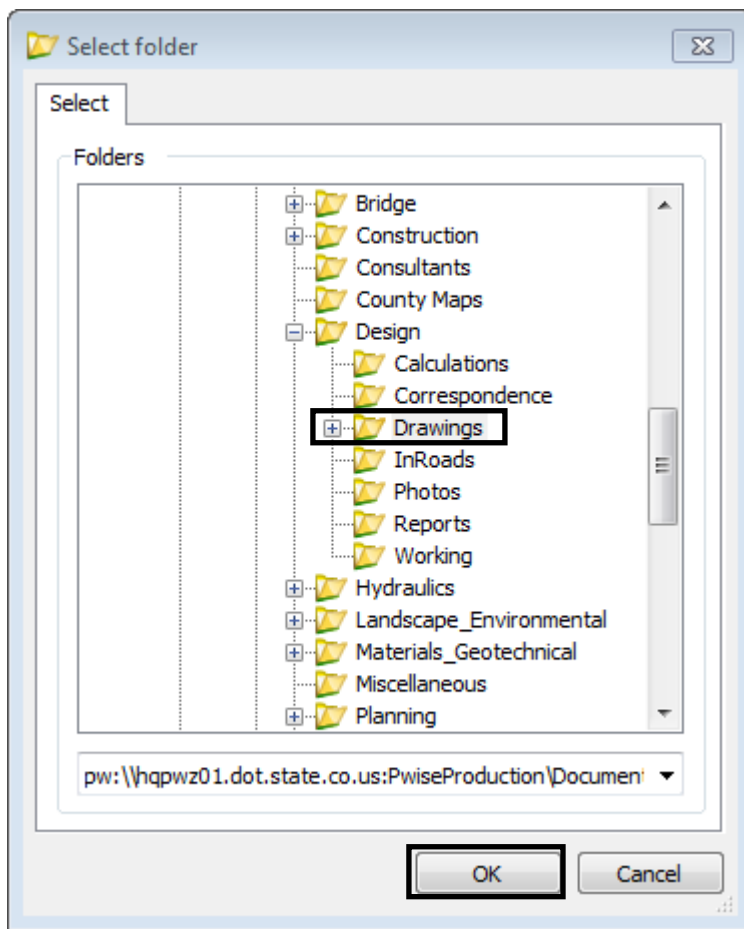 Select folder
Select
Folders
Bridge
Construction
Consultants
County Maps
Design
Calculations
Correspondence
Drawings
InRoads
Photos
Reports
Working
Hydraulics
Landscape_Environmental
Materials_Geotechnical
Miscellaneous
Planning
pw:\\hqpwz01.dot.state.co.us:PwiseProduction\Document
OK
Cancel